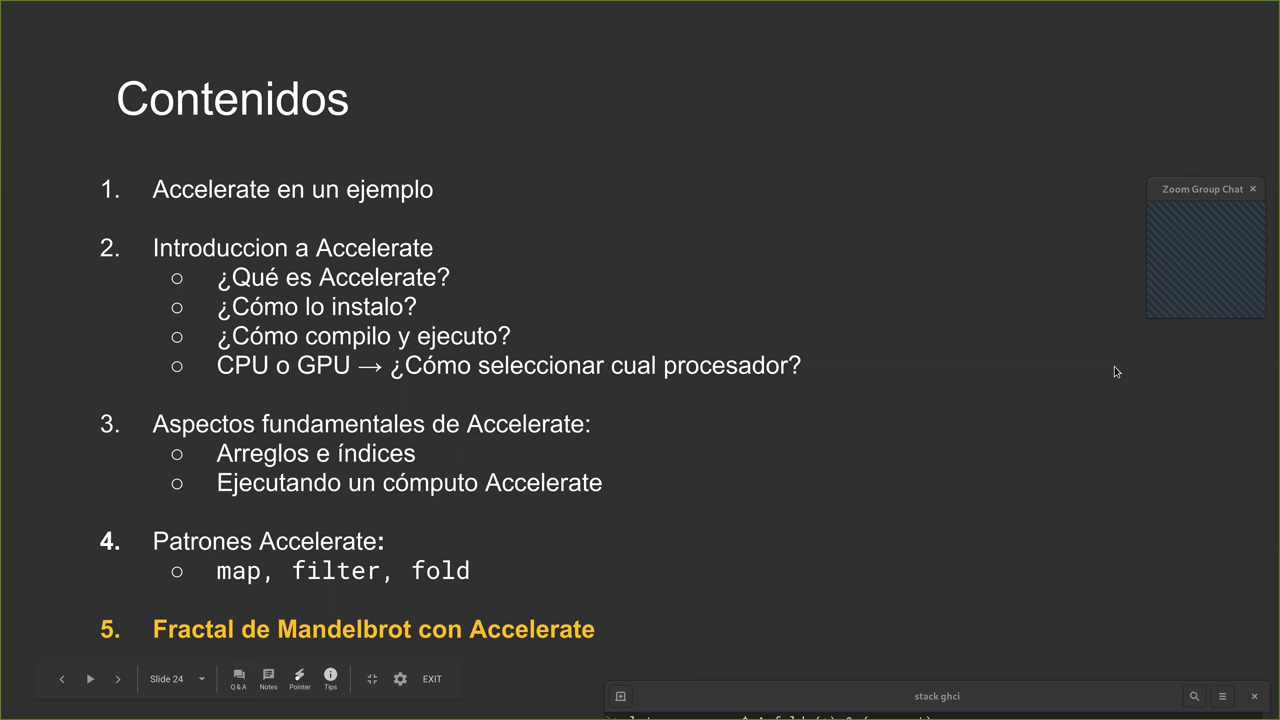 Contenidos
1. Accelerate en un ejemplo
2. Introduccion a Accelerate
○ ¿Qué es Accelerate?
○ ¿Cómo lo instalo?
○ ¿Cómo compilo y ejecuto?
○ CPU o GPU → ¿Cómo seleccionar cual procesador?
3. Aspectos fundamentales de Accelerate:
○ Arreglos e índices
○ Ejecutando un cómputo Accelerate
4. Patrones Accelerate:
○ map, filter, fold
5. Fractal de Mandelbrot con Accelerate
Zoom Group Chat ×
Slide 24
Q & A Notes Pointer Tips
EXIT
stack ghci